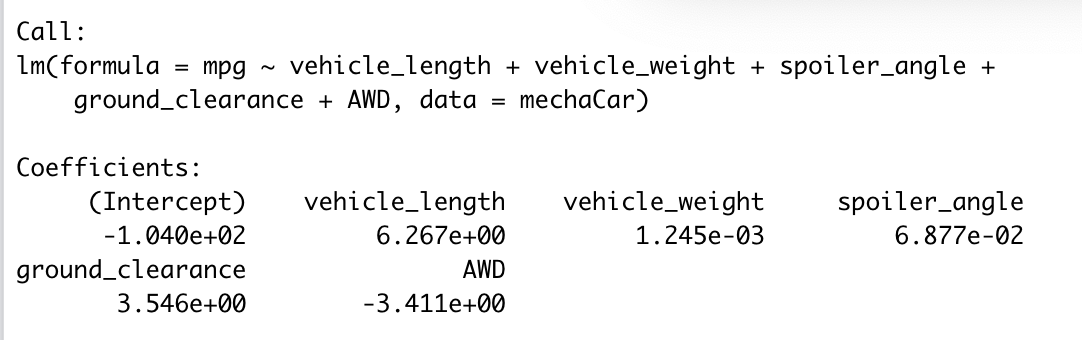 Call:
lm(formula = mpg ~ vehicle_length + vehicle_weight + spoiler_angle +
    ground_clearance + AWD, data = mechaCar)

Coefficients:
     (Intercept)    vehicle_length    vehicle_weight     spoiler_angle
      -1.040e+02         6.267e+00         1.245e-03         6.877e-02
ground_clearance               AWD
       3.546e+00        -3.411e+00